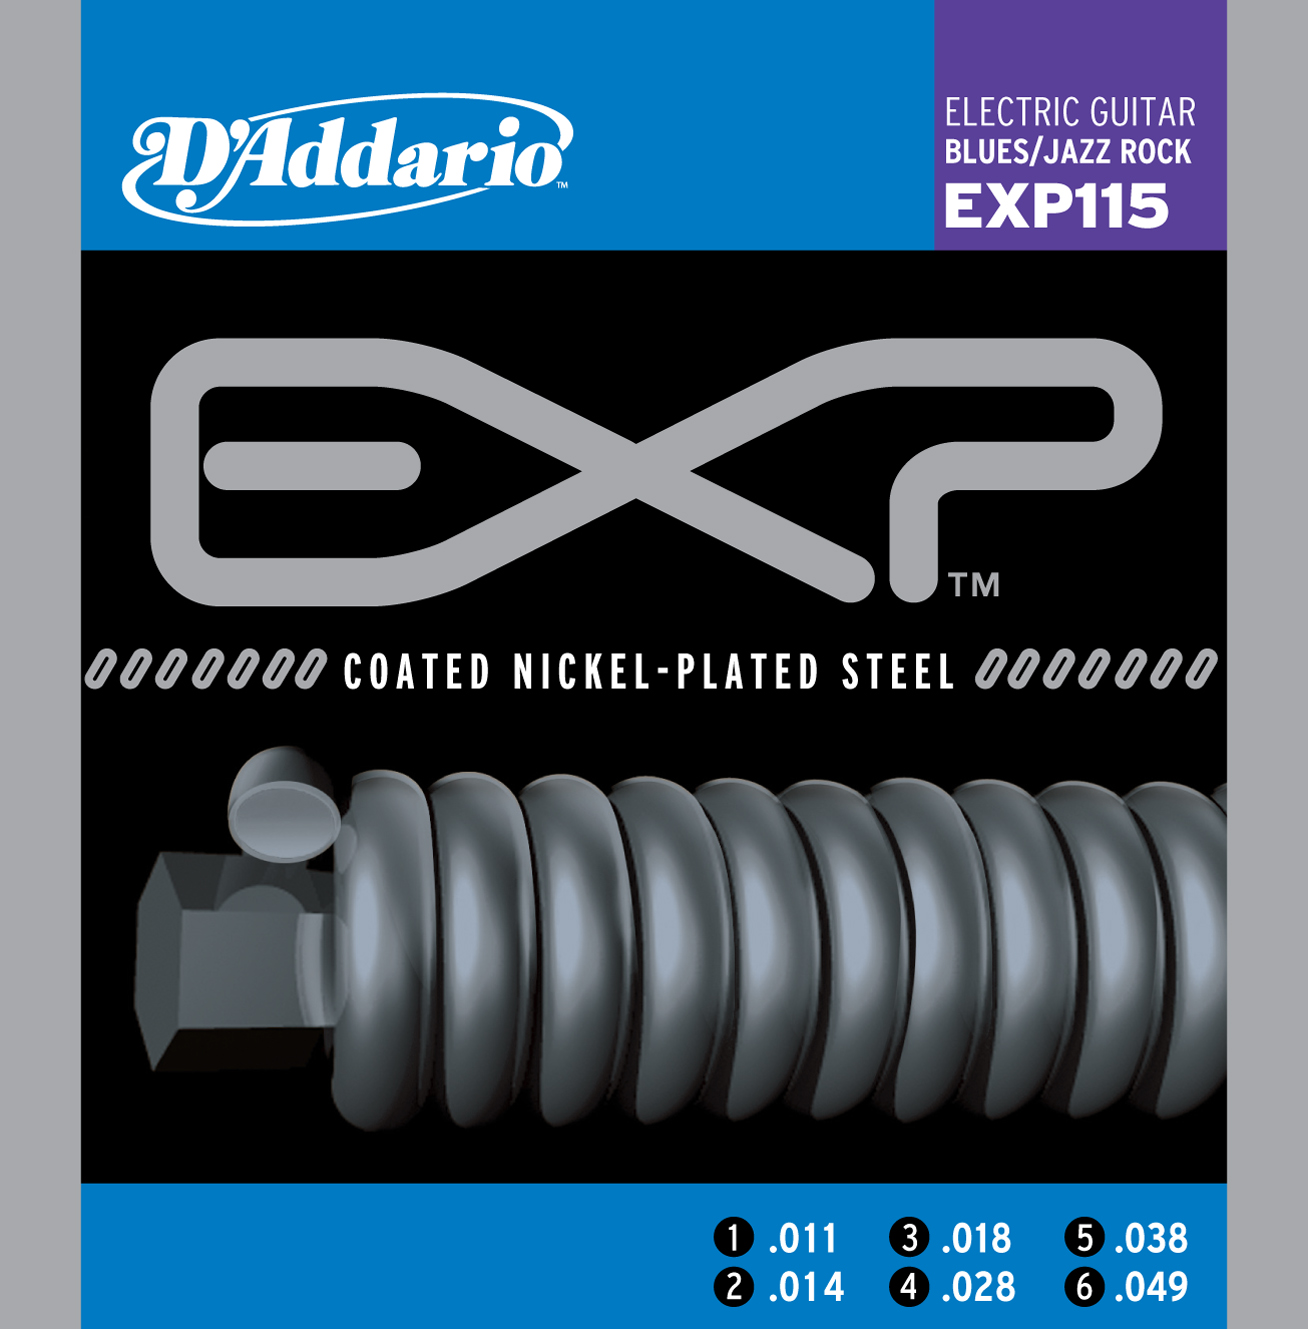 D'Addario™
ELECTRIC GUITAR
BLUES/JAZZ ROCK
EXP115
EXP™
COATED NICKEL-PLATED STEEL
1 .011 3 .018 5 .038
2 .014 4 .028 6 .049